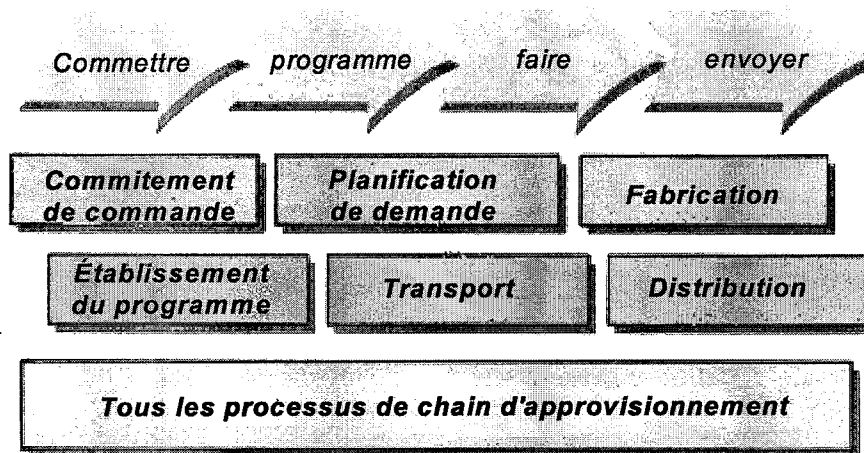 Commettre programme faire envoyer
Commitement
de commande
Planification
de demande
Fabrication
Établissement
du programme
Transport
Distribution
Tous les processus de chain d'approvisionnement